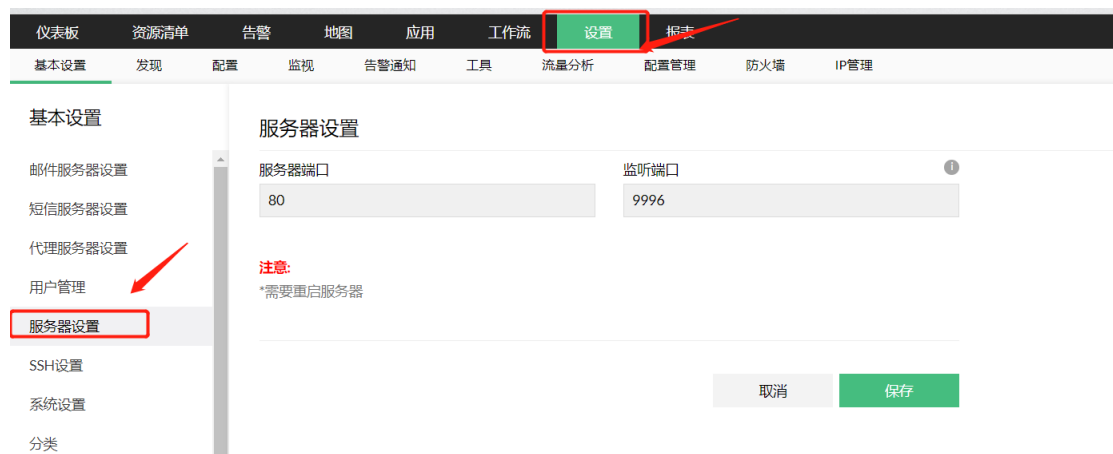 仪表板 资源清单 告警 地图 应用 工作流 设置 报表
基本设置 发现 配置 监视 告警通知 工具 流量分析 配置管理 防火墙 IP管理
基本设置
邮件服务器设置
短信服务器设置
代理服务器设置
用户管理
服务器设置
SSH设置
系统设置
分类
服务器设置
服务器端口 监听端口
80 9996
注意:
*需要重启服务器
取消 保存